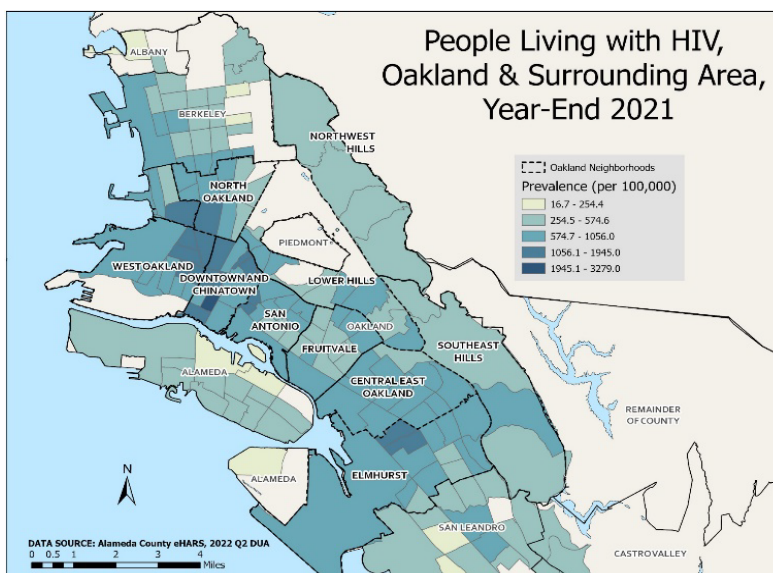 People Living with HIV,
Oakland & Surrounding Area,
Year-End 2021
Oakland Neighborhoods
Prevalence (per 100,000)
16.7 - 254.4
254.5 - 574.6
574.7 - 1056.0
1056.1 - 1945.0
1945.1 - 3279.0
ALBANY
BERKELEY
NORTHWEST
HILLS
NORTH
OAKLAND
PIEDMONT
WEST OAKLAND
DOWNTOWN AND
CHINATOWN
LOWER HILLS
SAN
ANTONIO
OAKLAND
FRUITVALE
SOUTHEAST
HILLS
ALAMEDA
CENTRAL EAST
OAKLAND
REMAINDER
OF COUNTY
ELMHURST
ALAMEDA
N
SAN LEANDRO
CASTRO VALLEY
DATA SOURCE: Alameda County eHARS, 2022 Q2 DUA
0 0.5 1 2 3 4
Miles